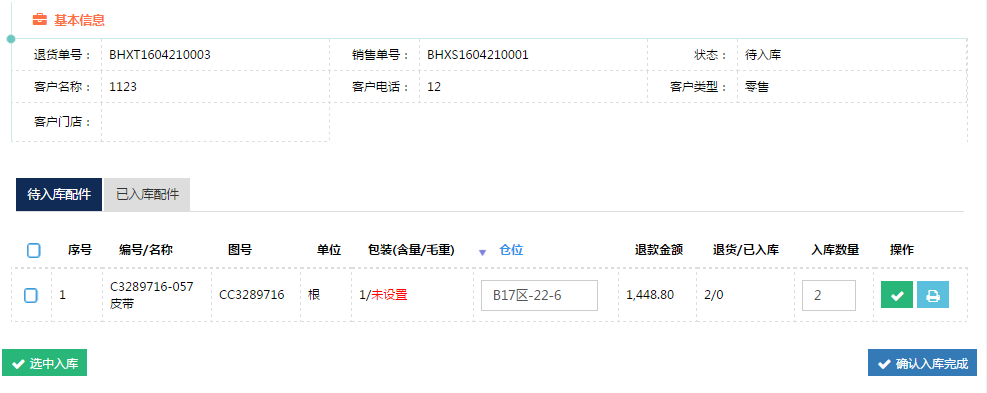 基本信息
退货单号： BHXT1604210003 销售单号： BHXS1604210001 状态： 待入库
客户名称： 1123 客户电话： 12 客户类型： 零售
客户门店：
待入库配件 已入库配件
序号 编号/名称 图号 单位 包装(含量/毛重) 仓位 退款金额 退货/已入库 入库数量 操作
1 C3289716-057 CC3289716 根 1/未设置 B17区-22-6 1,448.80 2/0 2
皮带
选中入库 确认入库完成